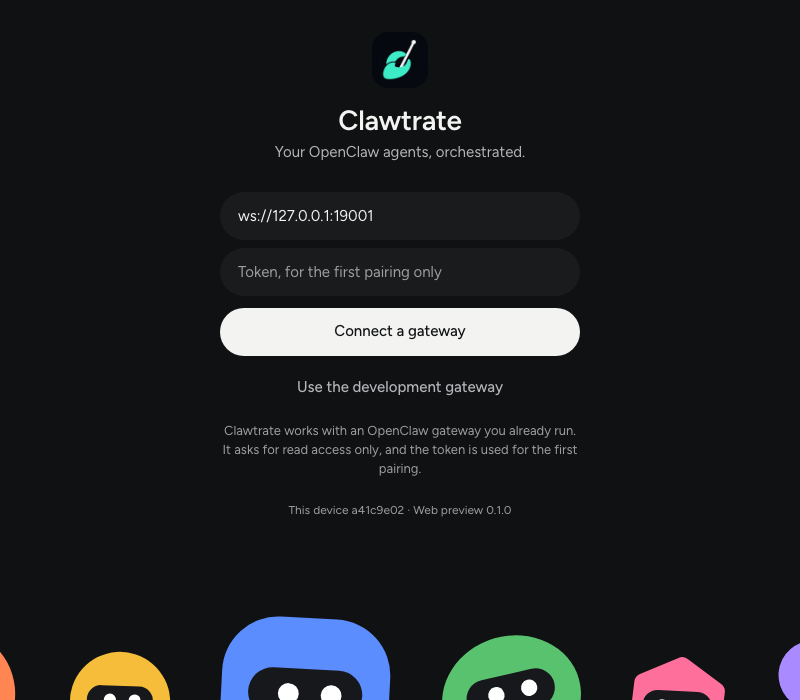 Clawtrate
Your OpenClaw agents, orchestrated.
ws://127.0.0.1:19001
Token, for the first pairing only
Connect a gateway
Use the development gateway
Clawtrate works with an OpenClaw gateway you already run.
It asks for read access only, and the token is used for the first
pairing.
This device a41c9e02 · Web preview 0.1.0